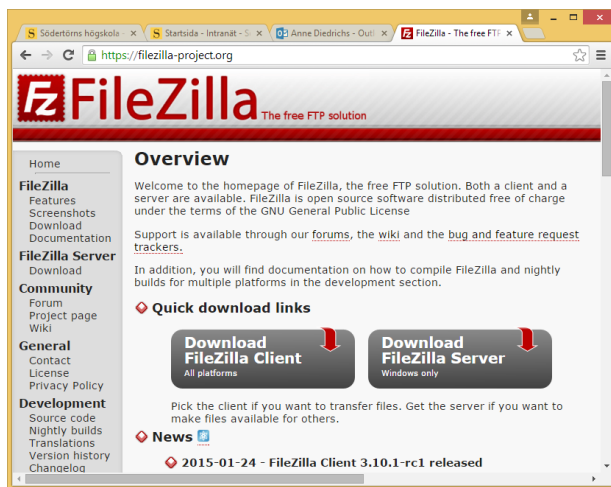 Södertörns högskola
Startsida - Intranät - S
Anne Diedrichs - Outl
FileZilla - The free FTP
https://filezilla-project.org
FileZilla The free FTP solution
Home
FileZilla
Features
Screenshots
Download
Documentation
FileZilla Server
Download
Community
Forum
Project page
Wiki
General
Contact
License
Privacy Policy
Development
Source code
Nightly builds
Translations
Version history
Changelog
Overview
Welcome to the homepage of FileZilla, the free FTP solution. Both a client and a
server are available. FileZilla is open source software distributed free of charge
under the terms of the GNU General Public License
Support is available through our forums, the wiki and the bug and feature request
trackers.
In addition, you will find documentation on how to compile FileZilla and nightly
builds for multiple platforms in the development section.
Quick download links
Download
FileZilla Client
All platforms
Download
FileZilla Server
Windows only
Pick the client if you want to transfer files. Get the server if you want to
make files available for others.
News
2015-01-24 - FileZilla Client 3.10.1-rc1 released